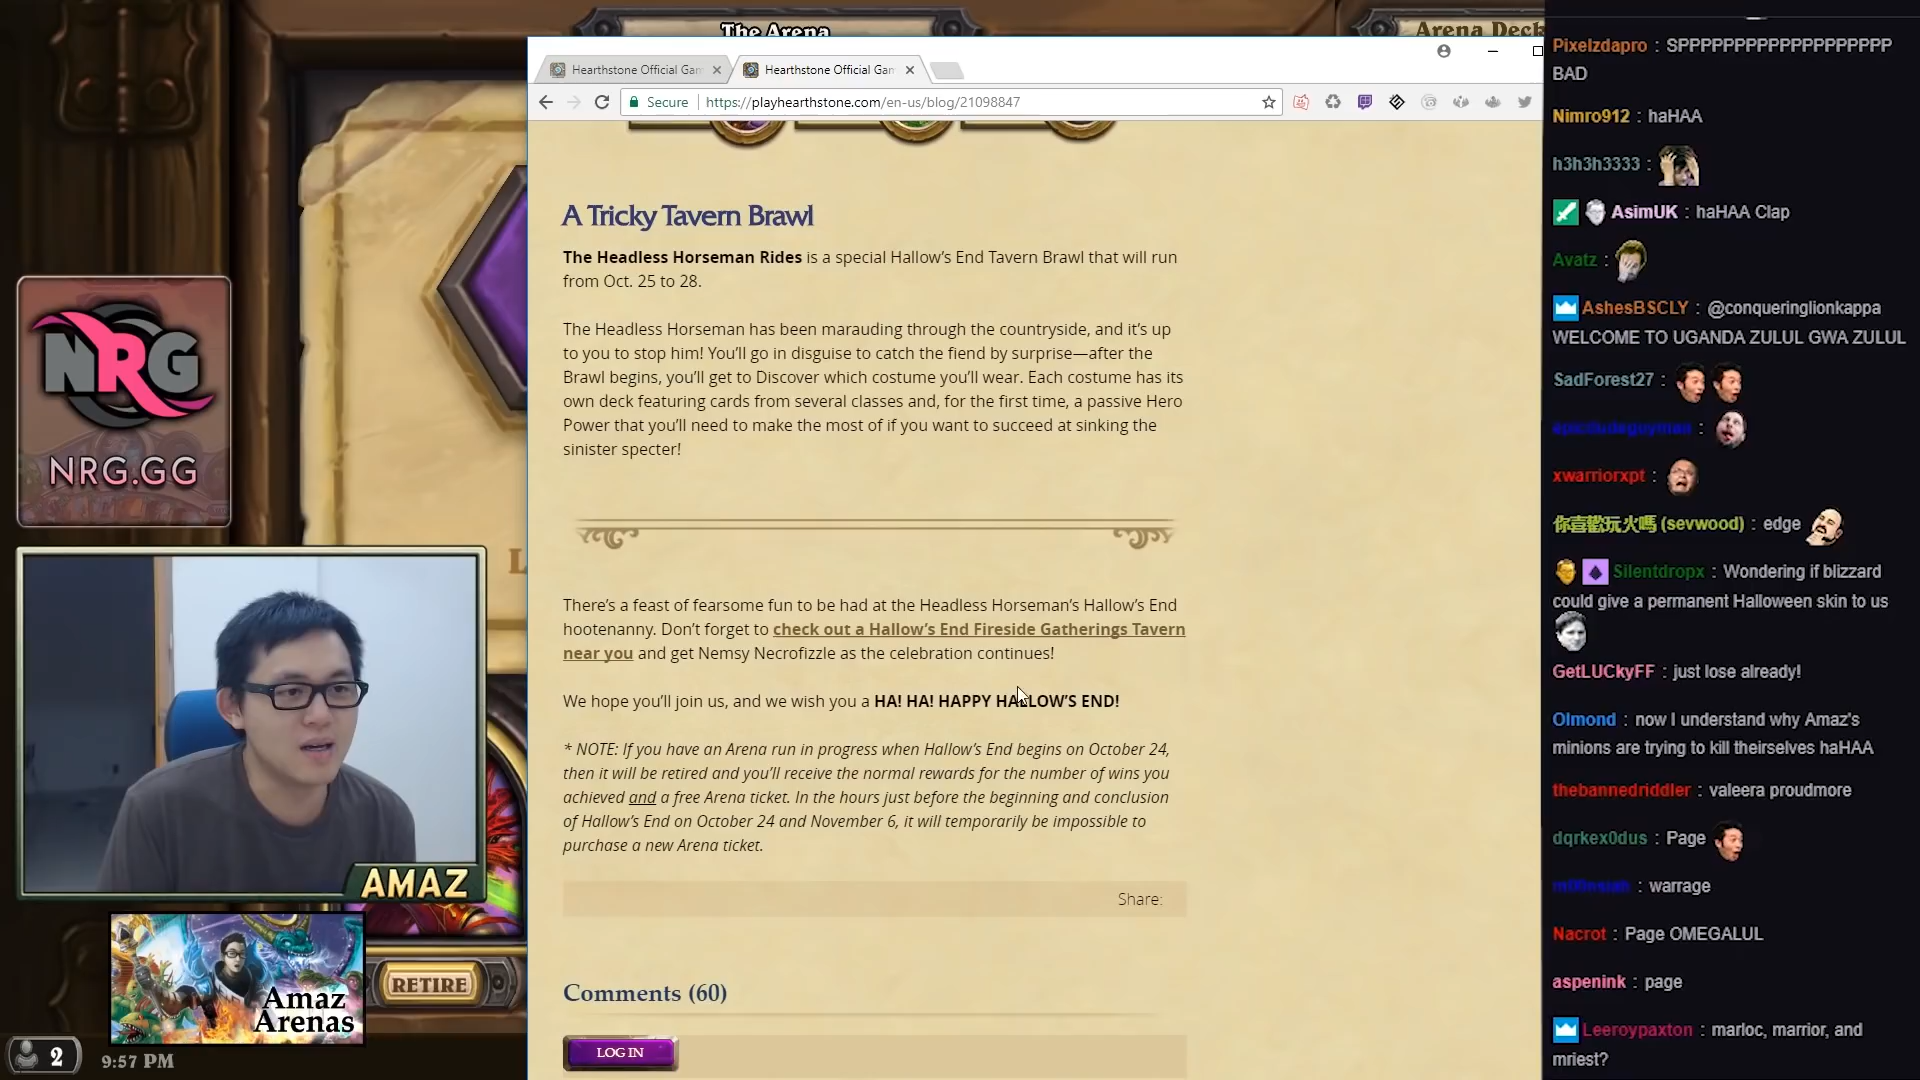 The Arena
Arena Deck
Hearthstone Official Gam
Hearthstone Official Gam
Secure
https://playhearthstone.com/en-us/blog/21098847
A Tricky Tavern Brawl
The Headless Horseman Rides is a special Hallow's End Tavern Brawl that will run
from Oct. 25 to 28.
The Headless Horseman has been marauding through the countryside, and it's up
to you to stop him! You'll go in disguise to catch the fiend by surprise—after the
Brawl begins, you'll get to Discover which costume you'll wear. Each costume has its
own deck featuring cards from several classes and, for the first time, a passive Hero
Power that you'll need to make the most of if you want to succeed at sinking the
sinister specter!
There's a feast of fearsome fun to be had at the Headless Horseman's Hallow's End
hootenanny. Don't forget to check out a Hallow's End Fireside Gatherings Tavern
near you and get Nemsy Necrofizzle as the celebration continues!
We hope you'll join us, and we wish you a HA! HA! HAPPY HALLOW'S END!
* NOTE: If you have an Arena run in progress when Hallow's End begins on October 24,
then it will be retired and you'll receive the normal rewards for the number of wins you
achieved and a free Arena ticket. In the hours just before the beginning and conclusion
of Hallow's End on October 24 and November 6, it will temporarily be impossible to
purchase a new Arena ticket.
Share:
Comments (60)
LOG IN
NRG
NRG.GG
AMAZ
Amaz
Arenas
RETIRE
2
9:57 PM
Pixelzdapro : SPPPPPPPPPPPPPPPPPPP
BAD
Nimro912 : haHAA
h3h3h3333 :
AsimUK : haHAA Clap
Avatz :
AshesBSCLY : @conqueringlionkappa
WELCOME TO UGANDA ZULUL GWA ZULUL
SadForest27 :
xwarriorxpt :
你喜歡玩火嗎 (sevwood) : edge
Silentdropx : Wondering if blizzard
could give a permanent Halloween skin to us
GetLUCkyFF : just lose already!
Olmond : now I understand why Amaz's
minions are trying to kill theirselves haHAA
thebannedriddler : valeera proudmore
dqrkex0dus : Page
: warrage
Nacrot : Page OMEGALUL
aspenink : page
Leeroypaxton : marloc, marrior, and
mriest?